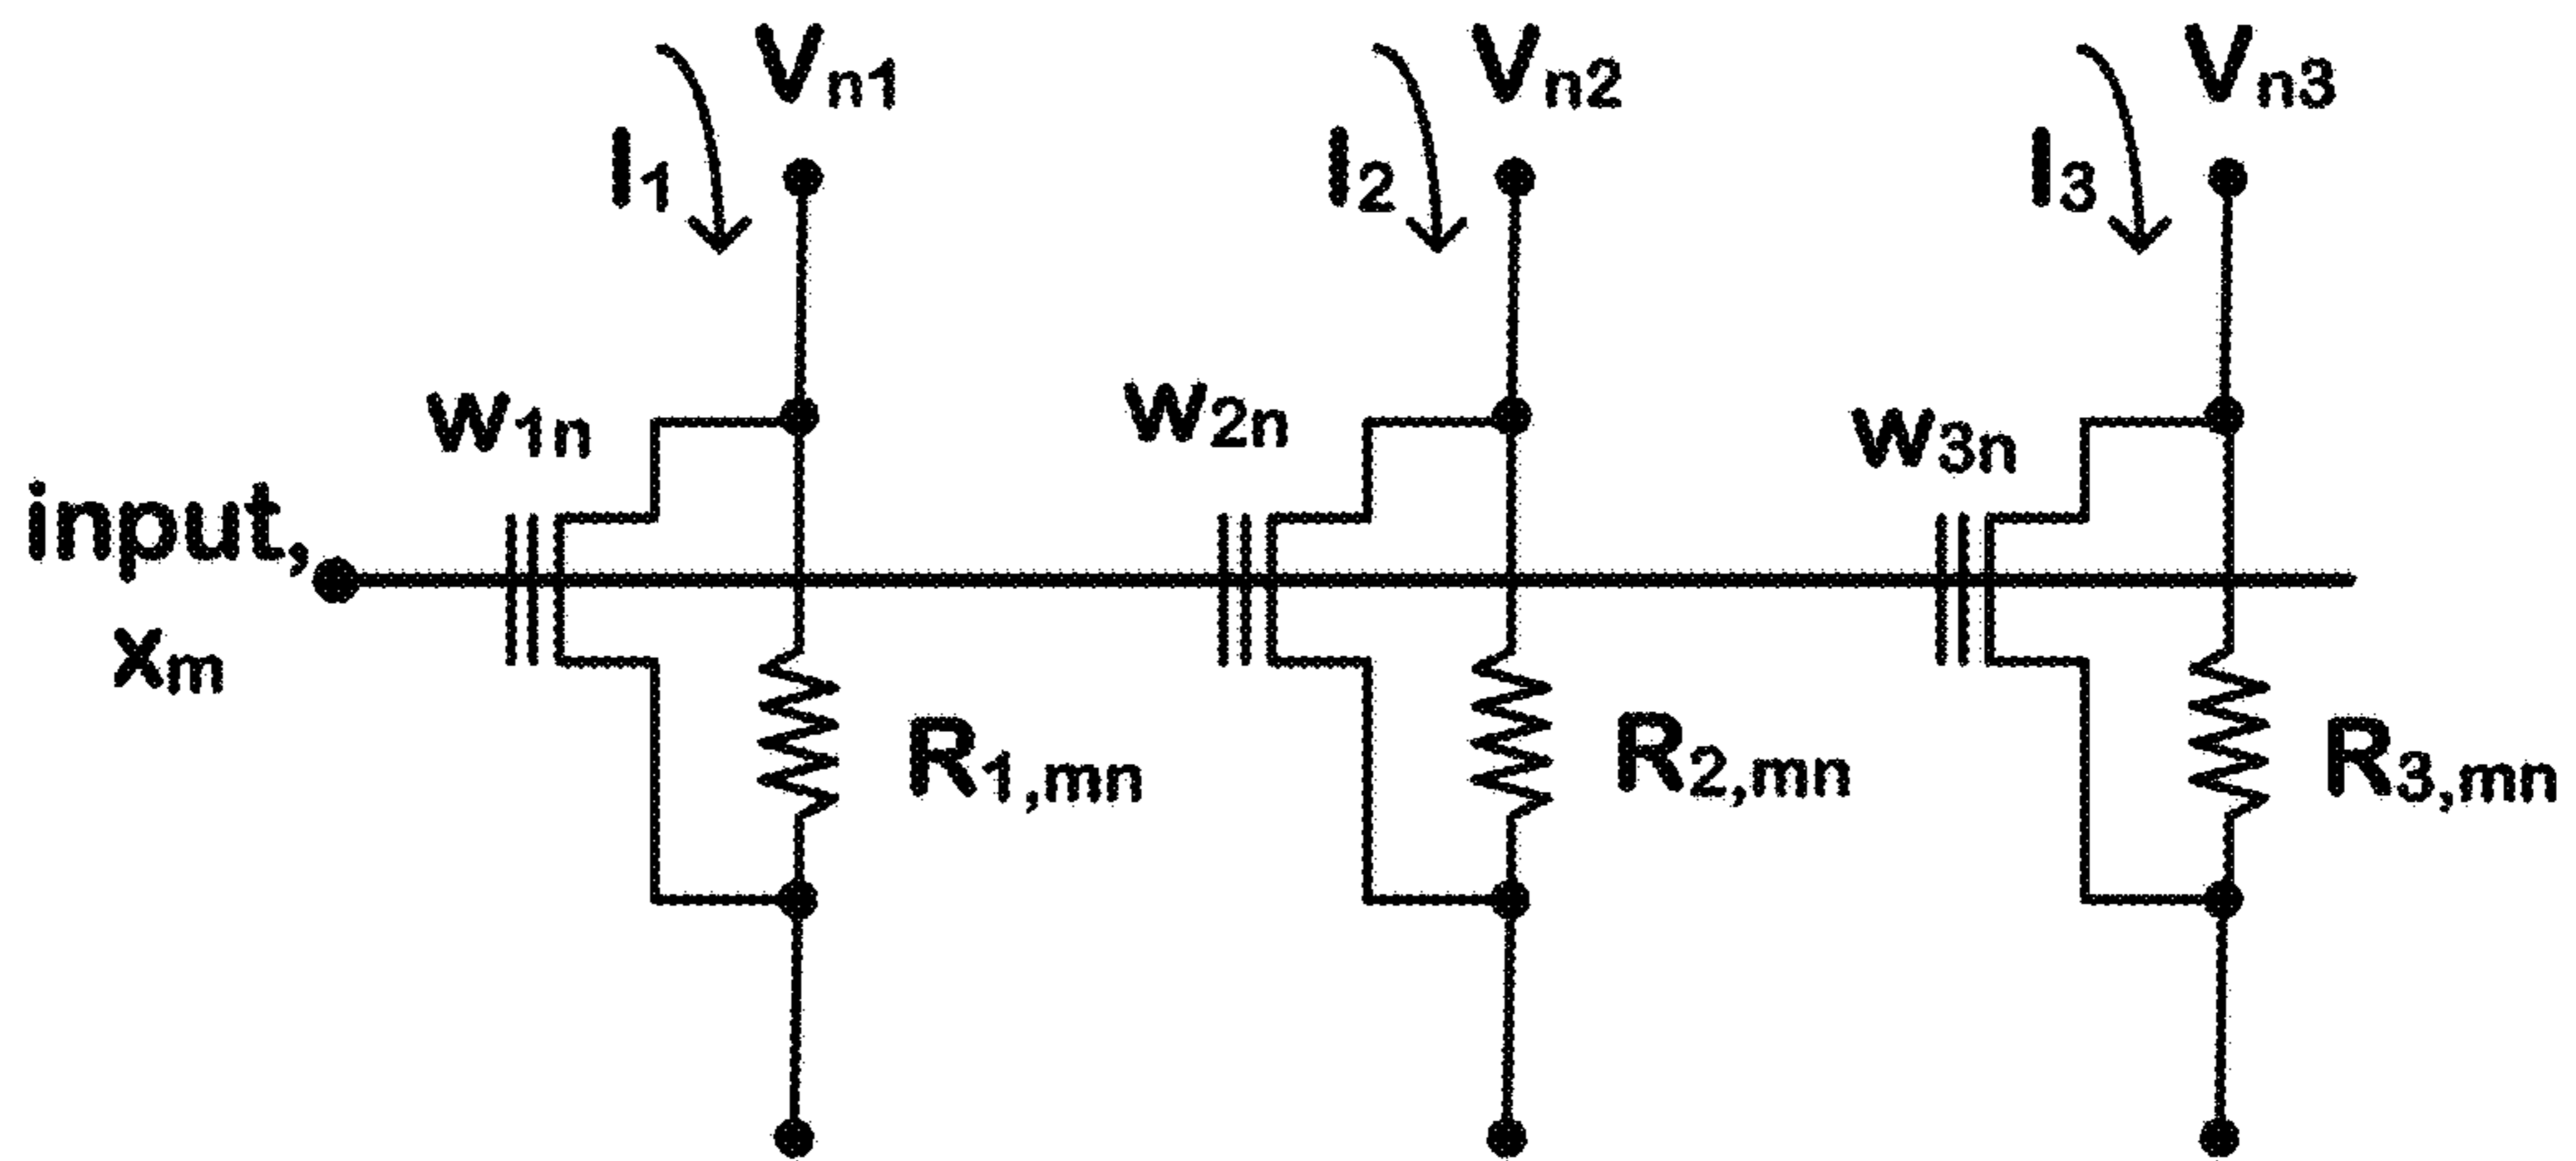 Vn1
Vn2
Vn3
I1
I2
I3
w1n
w2n
w3n
input,
xm
R1,mn
R2,mn
R3,mn